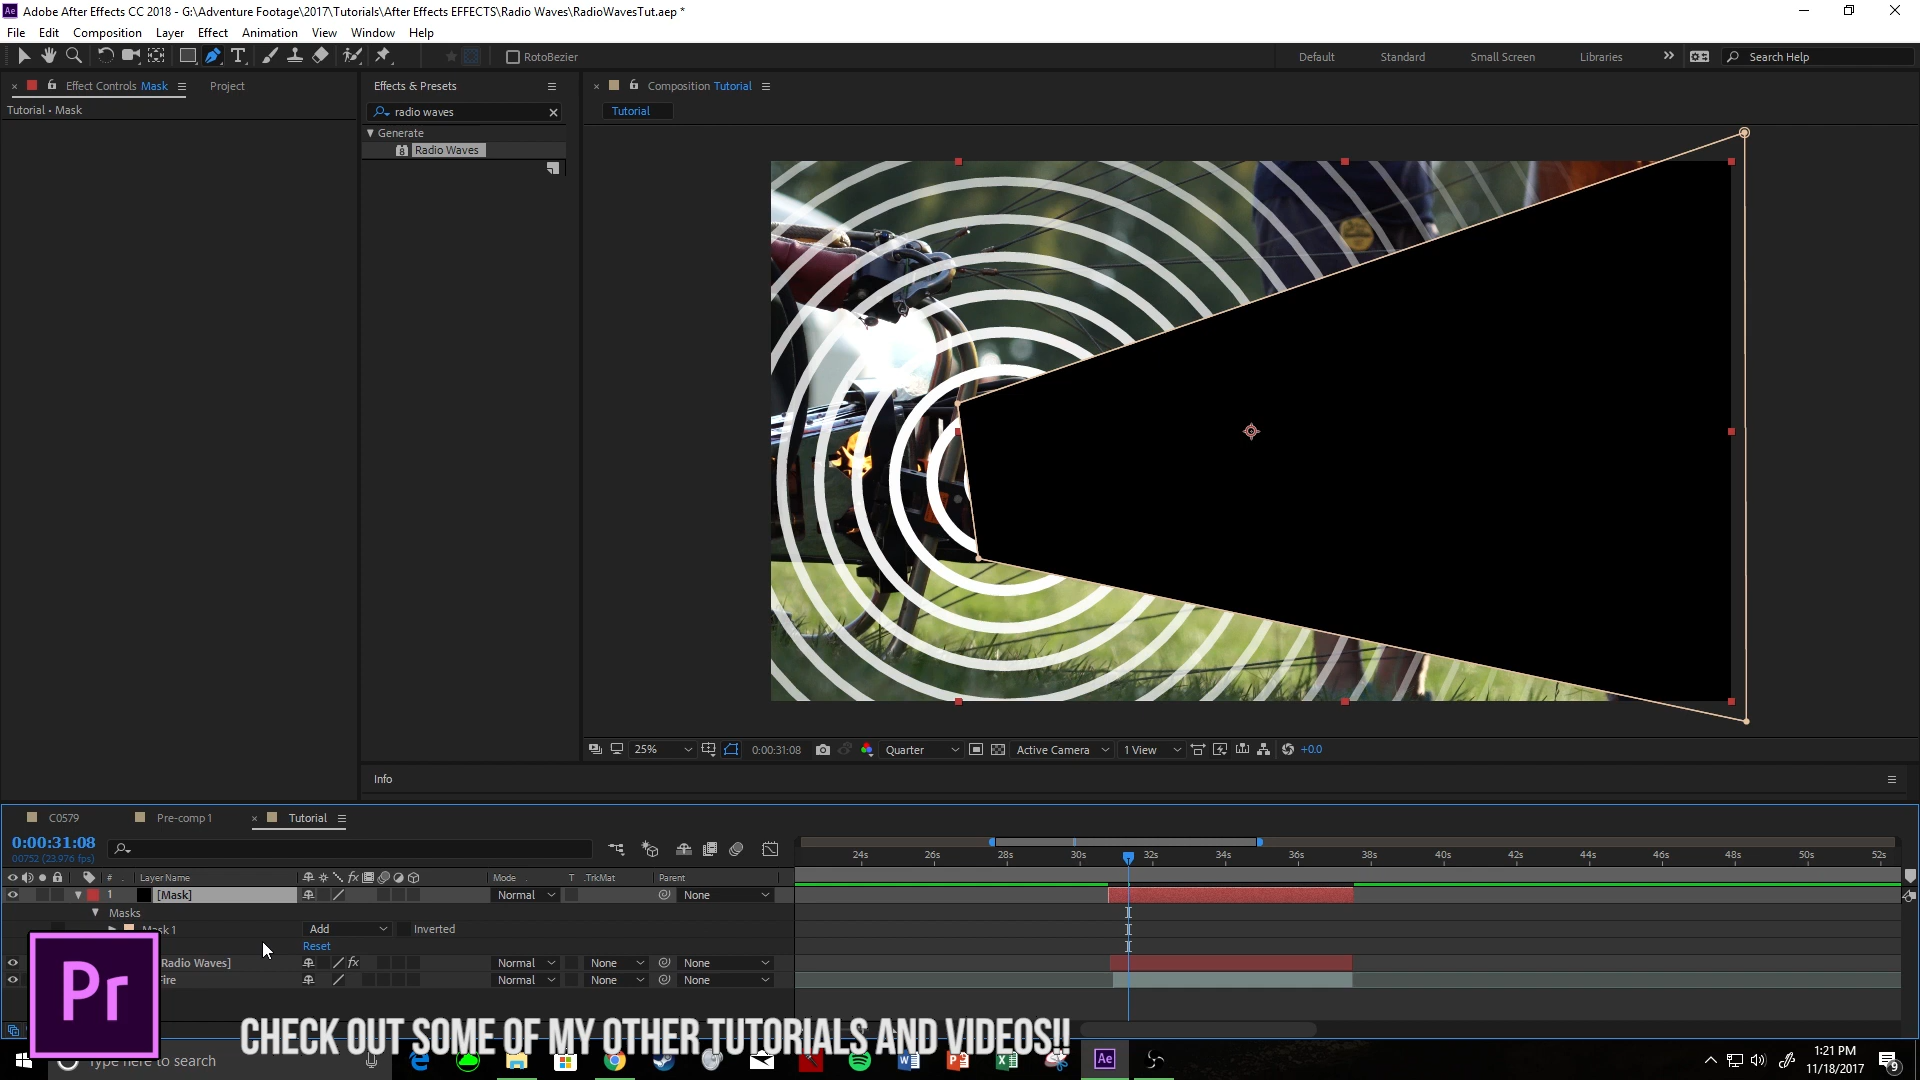 Ae Adobe After Effects CC 2018 - G:\Adventure Footage\2017\Tutorials\After Effects EFFECTS\Radio Waves\RadioWavesTut.aep *
File Edit Composition Layer Effect Animation View Window Help
RotoBezier Default Standard Small Screen Libraries Search Help
Effect Controls Mask Project Effects & Presets Composition Tutorial
Tutorial • Mask radio waves Tutorial
Generate
Radio Waves
25% 0:00:31:08 Quarter Active Camera 1 View +0.0
Info
C0579 Pre-comp 1 Tutorial
0:00:31:08
00752 (23.976 fps)
24s 26s 28s 30s 32s 34s 36s 38s 40s 42s 44s 46s 48s 50s 52s
# Layer Name fx Mode T .TrkMat Parent
1 [Mask] Normal None
Masks
Mask 1 Add Inverted
Reset
Radio Waves] fx Normal None None
Fire Normal None None
Pr
CHECK OUT SOME OF MY OTHER TUTORIALS AND VIDEOS!!
Type here to search
Ae
1:21 PM
11/18/2017
9